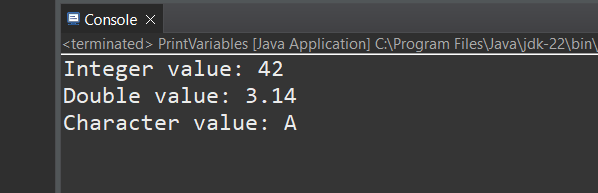 Console
<terminated> PrintVariables [Java Application] C:\Program Files\Java\jdk-22\bin\
Integer value: 42
Double value: 3.14
Character value: A